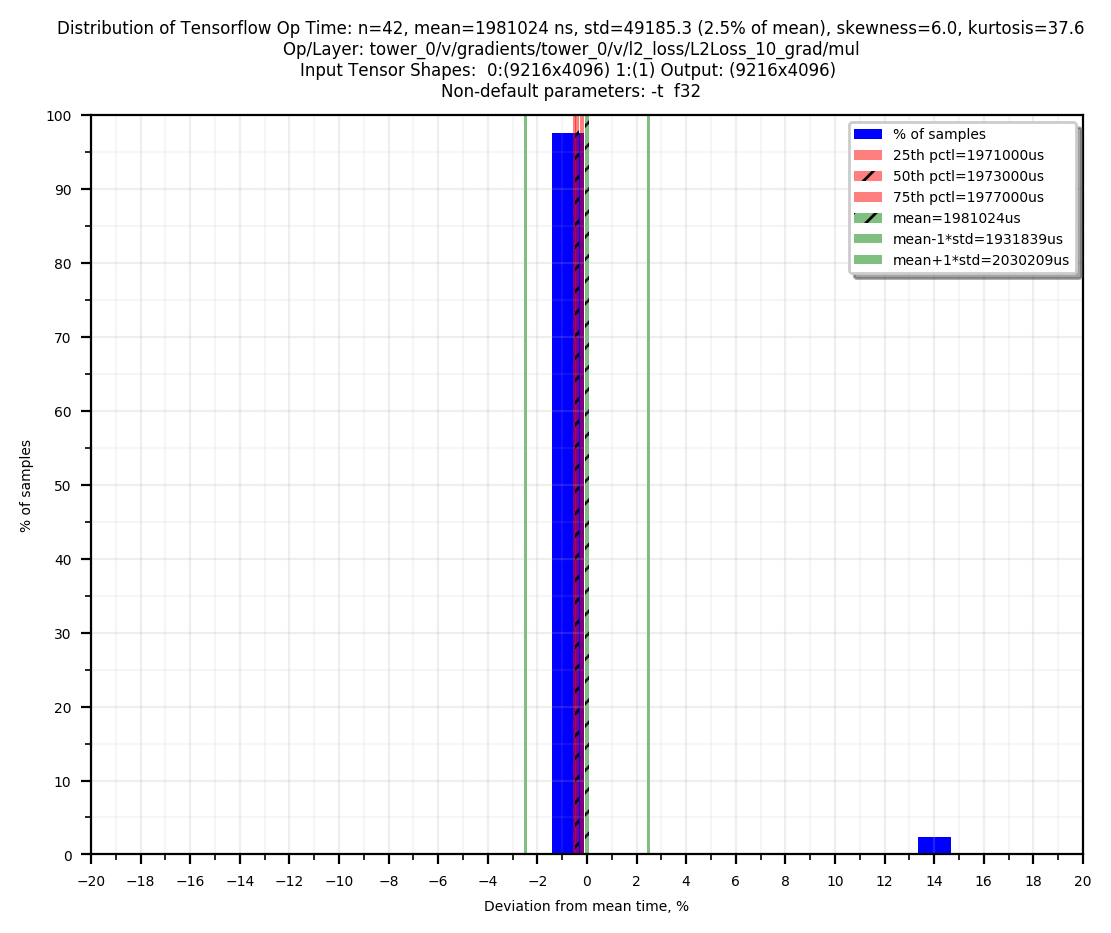 Distribution of Tensorflow Op Time: n=42, mean=1981024 ns, std=49185.3 (2.5% of mean), skewness=6.0, kurtosis=37.6
Op/Layer: tower_0/v/gradients/tower_0/v/l2_loss/L2Loss_10_grad/mul
Input Tensor Shapes:  0:(9216x4096) 1:(1) Output: (9216x4096)
Non-default parameters: -t  f32
% of samples
25th pctl=1971000us
50th pctl=1973000us
75th pctl=1977000us
mean=1981024us
mean-1*std=1931839us
mean+1*std=2030209us
100
90
80
70
60
50
40
30
20
10
0
% of samples
−20 −18 −16 −14 −12 −10 −8 −6 −4 −2 0 2 4 6 8 10 12 14 16 18 20
Deviation from mean time, %